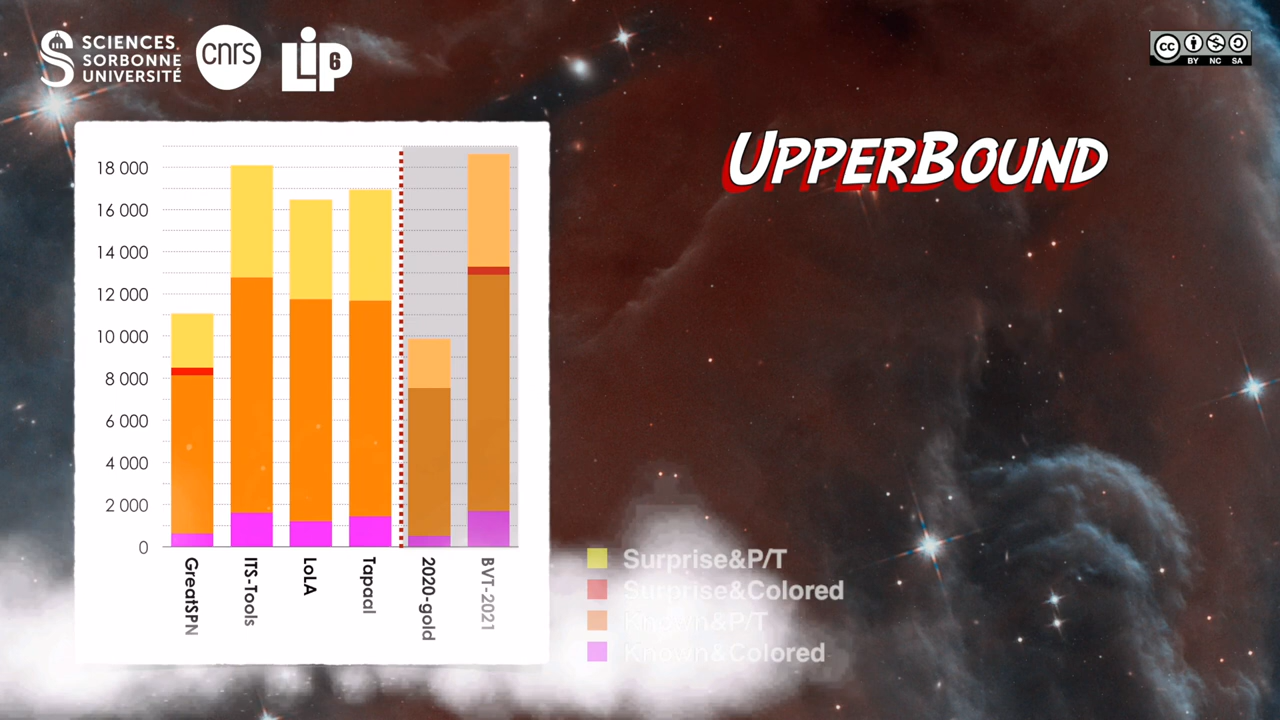 SCIENCES
SORBONNE
UNIVERSITÉ
cnrs
LIP6
cc
BY NC SA
UPPERBOUND
18 000
16 000
14 000
12 000
10 000
8 000
6 000
4 000
2 000
0
GreatSPN
ITS-Tools
LoLA
Tapaal
2020-gold
BVT-2021
Surprise&P/T
Surprise&Colored
Known&P/T
Known&Colored